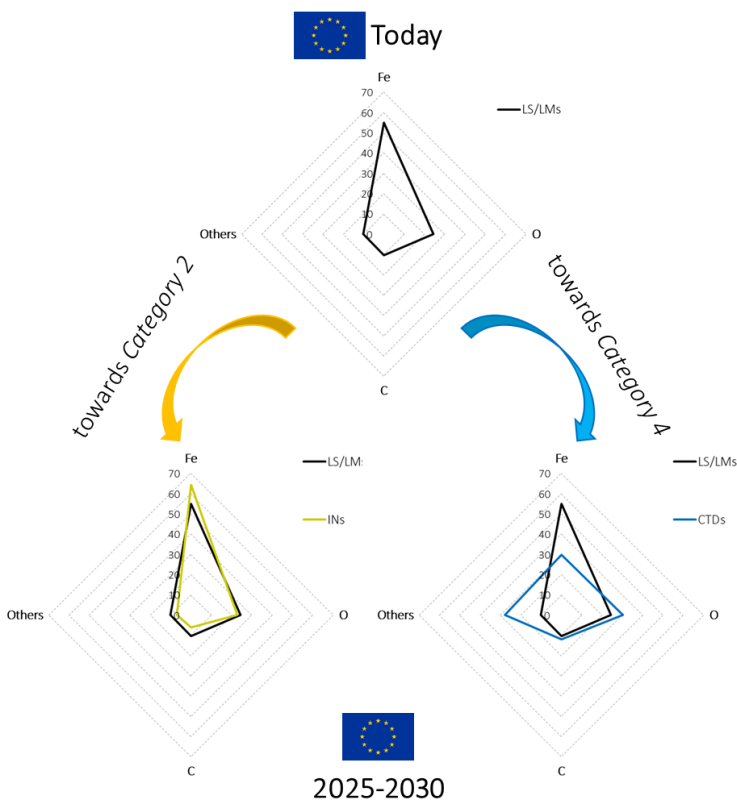 Today
Fe
70
60
50
40
30
20
10
0
LS/LMs
Others
O
C
towards Category 2
towards Category 4
Fe
70
60
50
40
30
20
10
0
LS/LM
INs
Others
O
C
Fe
70
60
50
40
30
20
10
0
LS/LMs
CTDs
Others
O
C
2025-2030